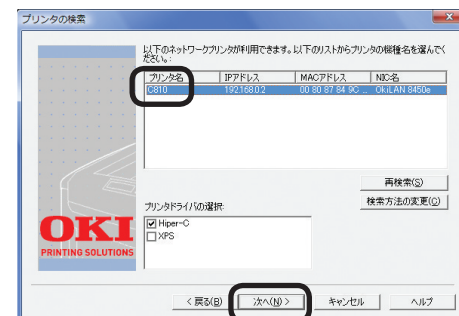 プリンタの検索
以下のネットワークプリンタが利用できます。以下のリストからプリンタの機種名を選んでく
ださい。:
プリンタ名 IPアドレス MACアドレス NIC名
C810 192.168.0.2 00 80 87 84 9C ... OkiLAN 8450e
再検索(S)
検索方法の変更(C)
プリンタドライバの選択:
Hiper-C
XPS
OKI
PRINTING SOLUTIONS
< 戻る(B) 次へ(N) > キャンセル ヘルプ